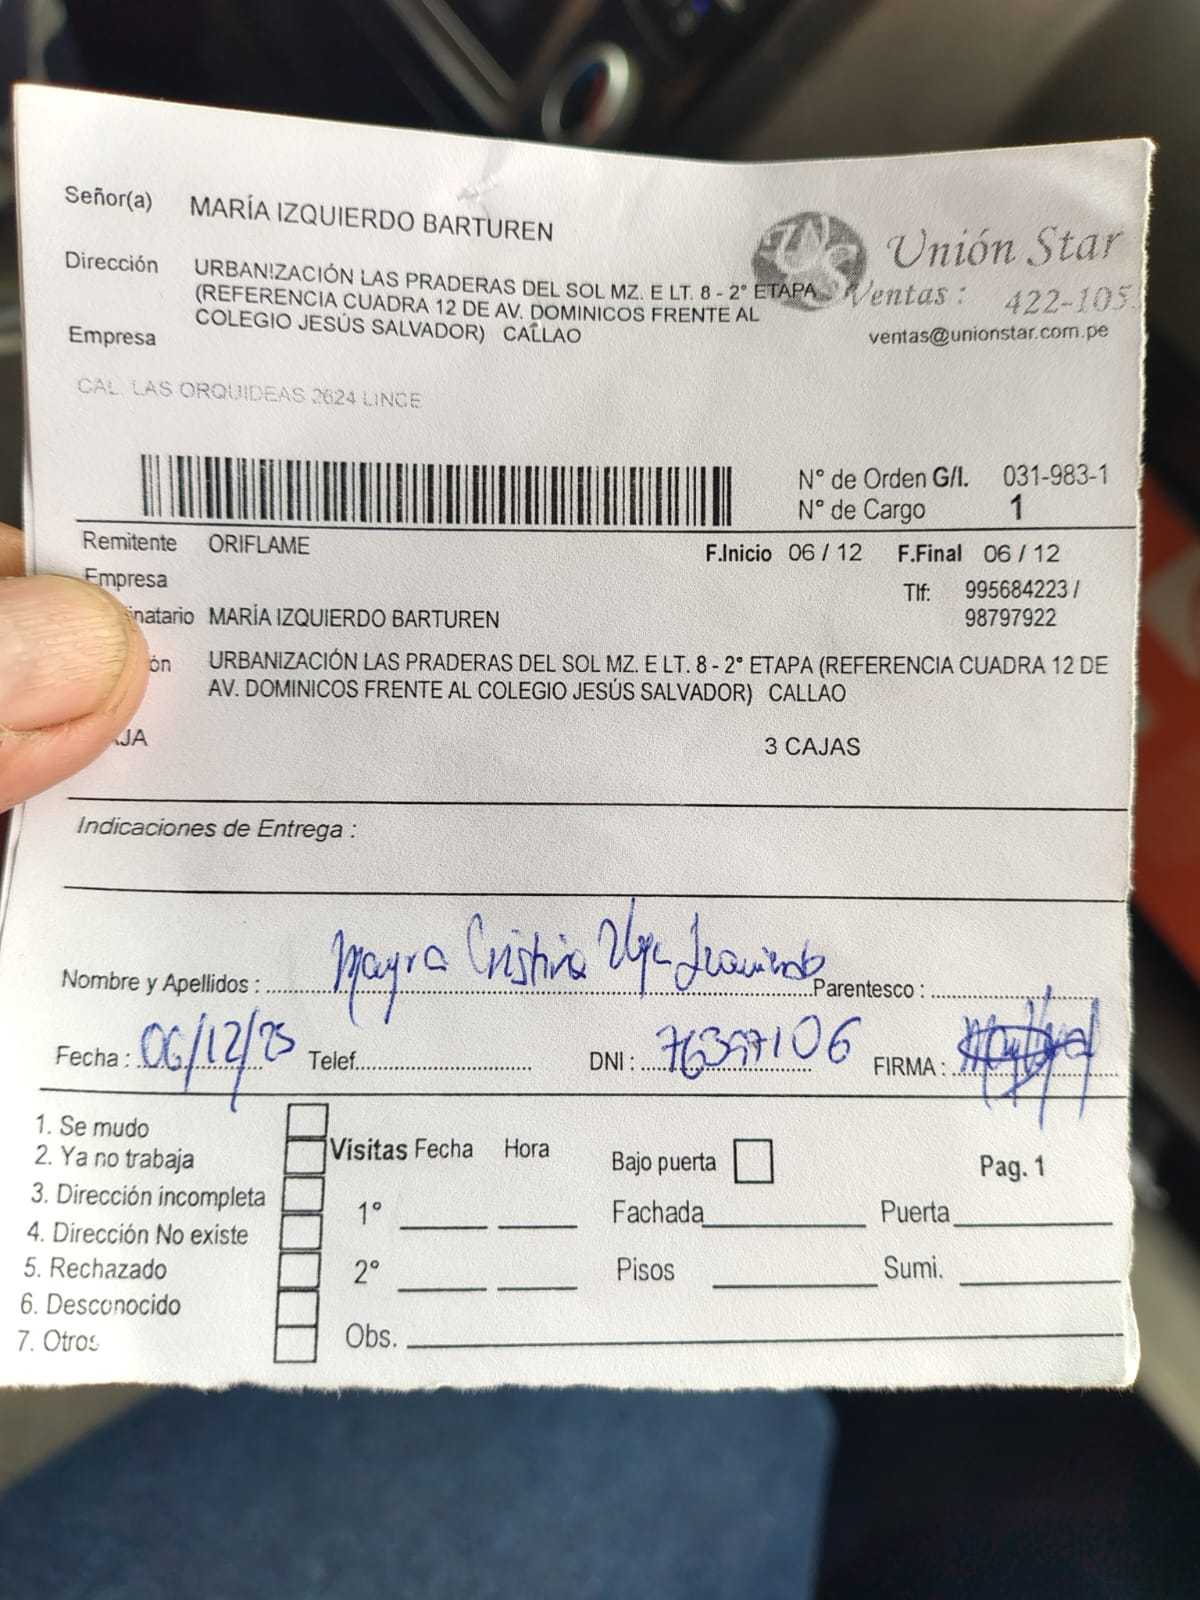 Señor(a) MARÍA IZQUIERDO BARTUREN
Unión Star
Dirección URBANIZACIÓN LAS PRADERAS DEL SOL MZ. E LT. 8 - 2° ETAPA
(REFERENCIA CUADRA 12 DE AV. DOMINICOS FRENTE AL
COLEGIO JESÚS SALVADOR) CALLAO
Ventas : 422-105
ventas@unionstar.com.pe
Empresa
CAL. LAS ORQUIDEAS 2624 LINCE
N° de Orden G/I. 031-983-1
N° de Cargo 1
Remitente ORIFLAME
F.Inicio 06 / 12 F.Final 06 / 12
Empresa
Tlf: 995684223 /
98797922
inatario MARÍA IZQUIERDO BARTUREN
ón URBANIZACIÓN LAS PRADERAS DEL SOL MZ. E LT. 8 - 2° ETAPA (REFERENCIA CUADRA 12 DE
AV. DOMINICOS FRENTE AL COLEGIO JESÚS SALVADOR) CALLAO
JA 3 CAJAS
Indicaciones de Entrega :
Nombre y Apellidos : Mayra Cristina Izquierdo Parentesco :
Fecha : 06/12/25 Telef. DNI : 76397106 FIRMA :
1. Se mudo
2. Ya no trabaja
3. Dirección incompleta
4. Dirección No existe
5. Rechazado
6. Desconocido
7. Otros
Visitas Fecha Hora
1°
2°
Obs.
Bajo puerta Pag. 1
Fachada Puerta
Pisos Sumi.